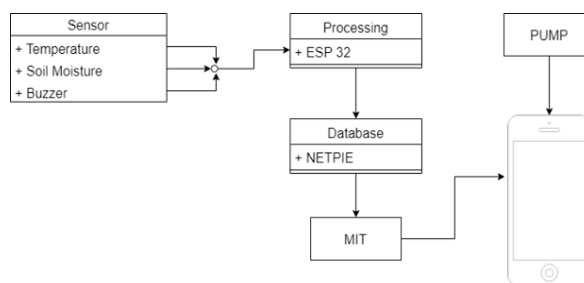 Sensor
+ Temperature
+ Soil Moisture
+ Buzzer
Processing
+ ESP 32
PUMP
Database
+ NETPIE
MIT